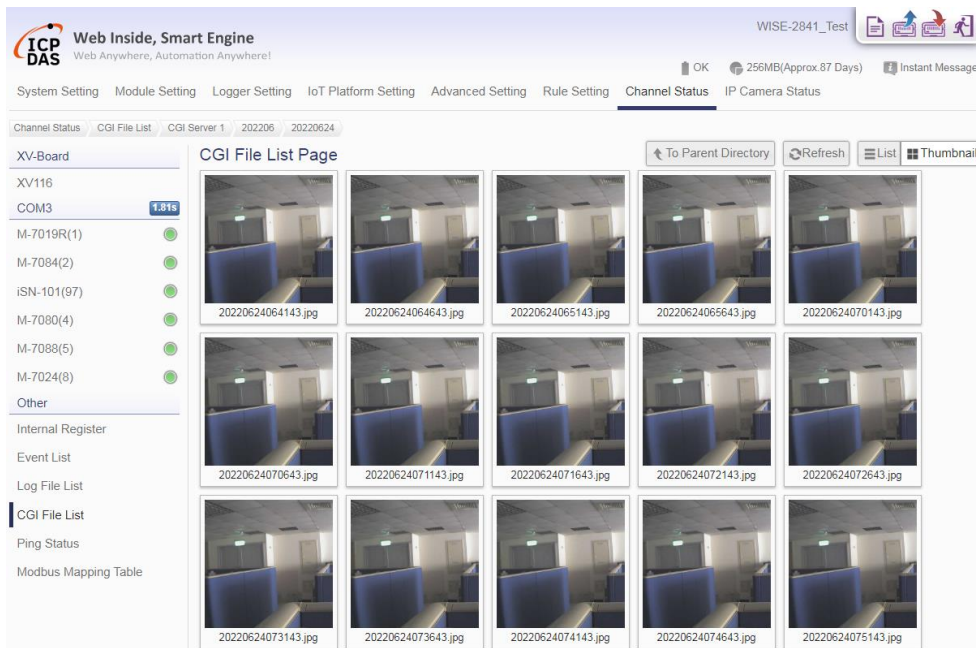 ICP
DAS
Web Inside, Smart Engine
Web Anywhere, Automation Anywhere!
WISE-2841_Test
OK
256MB(Approx.87 Days)
Instant Message
System Setting Module Setting Logger Setting IoT Platform Setting Advanced Setting Rule Setting Channel Status IP Camera Status
Channel Status CGI File List CGI Server 1 202206 20220624
XV-Board
XV116
COM3 1.81s
M-7019R(1)
M-7084(2)
iSN-101(97)
M-7080(4)
M-7088(5)
M-7024(8)
Other
Internal Register
Event List
Log File List
CGI File List
Ping Status
Modbus Mapping Table
CGI File List Page
To Parent Directory Refresh List Thumbnail
20220624064143.jpg 20220624064643.jpg 20220624065143.jpg 20220624065643.jpg 20220624070143.jpg
20220624070643.jpg 20220624071143.jpg 20220624071643.jpg 20220624072143.jpg 20220624072643.jpg
20220624073143.jpg 20220624073643.jpg 20220624074143.jpg 20220624074643.jpg 20220624075143.jpg